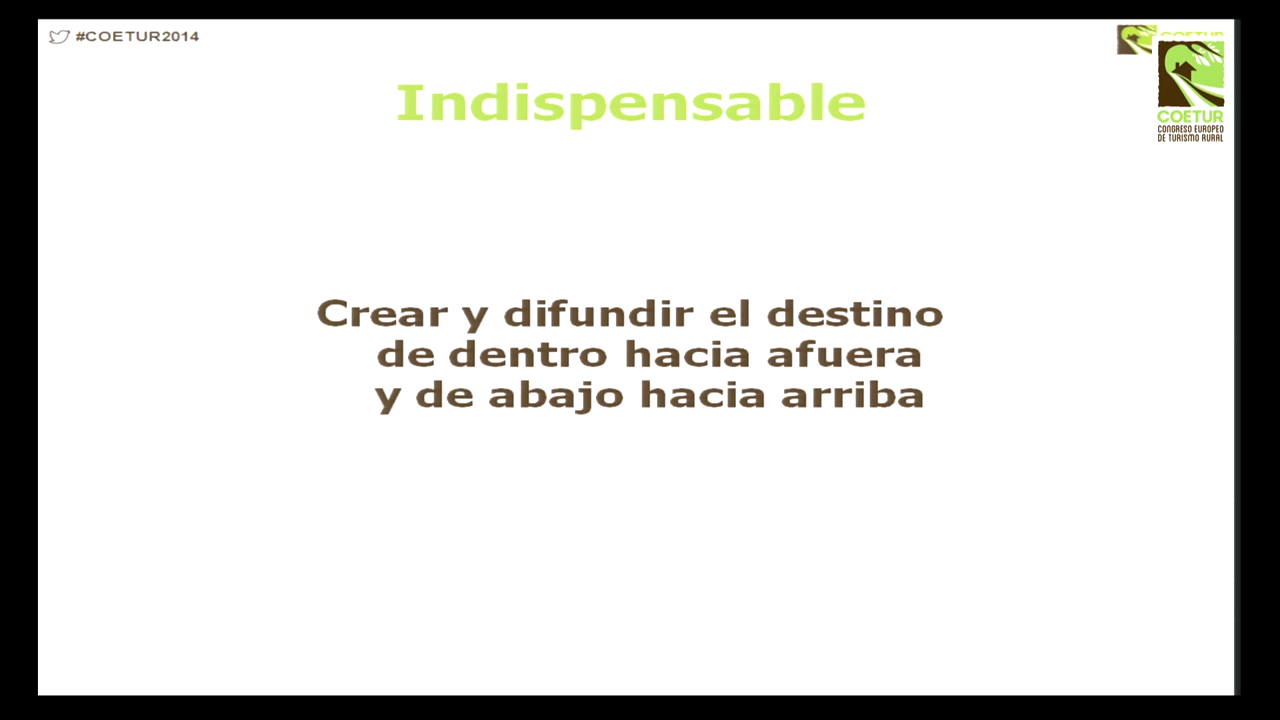 #COETUR2014
Indispensable
COETUR
COETUR
CONGRESO EUROPEO
DE TURISMO RURAL
Crear y difundir el destino
de dentro hacia afuera
y de abajo hacia arriba